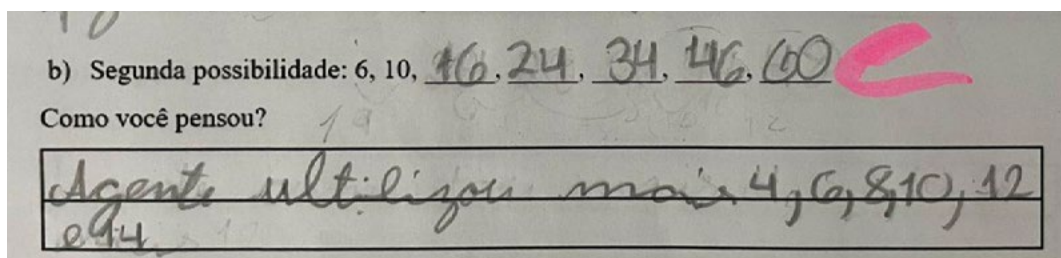 b) Segunda possibilidade: 6, 10, 16, 24, 34, 46, 60
Como você pensou?
Agente ultilizou mais 4, 6, 8, 10, 12
e 14